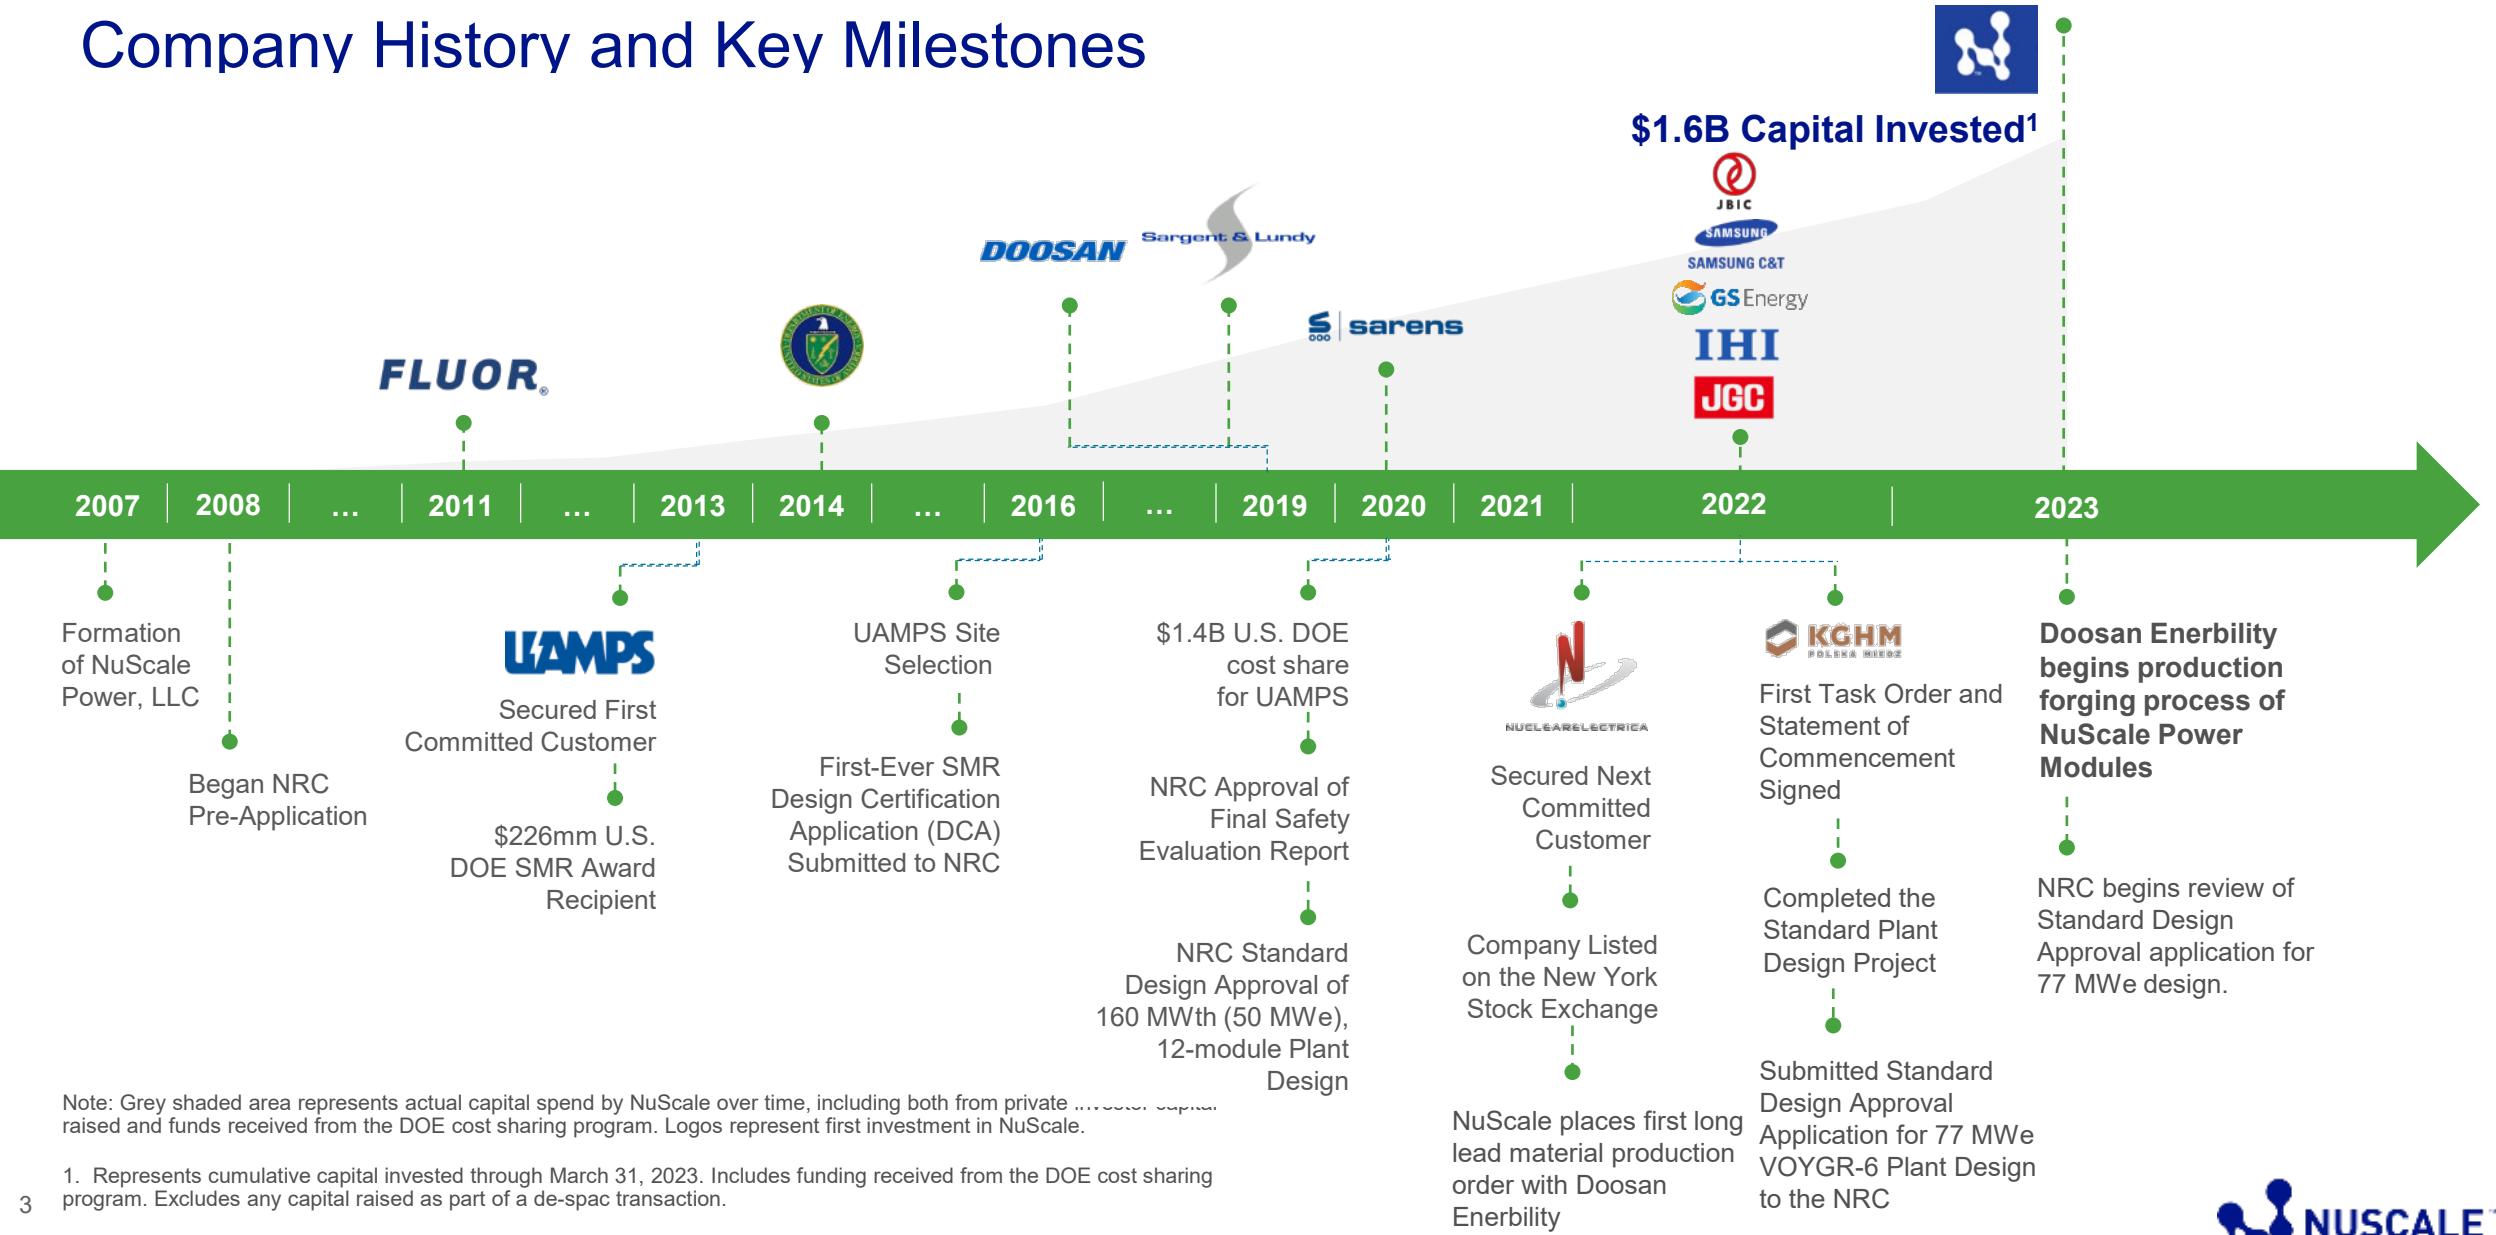 Company History and Key Milestones
$1.6B Capital Invested1
JBIC
SAMSUNG
SAMSUNG C&T
GS Energy
IHI
JGC
DOOSAN
Sargent & Lundy
sarens
FLUOR®
2007
2008
...
2011
...
2013
2014
...
2016
...
2019
2020
2021
2022
2023
Formation
of NuScale
Power, LLC
Began NRC
Pre-Application
UAMPS
Secured First
Committed Customer
$226mm U.S.
DOE SMR Award
Recipient
UAMPS Site
Selection
First-Ever SMR
Design Certification
Application (DCA)
Submitted to NRC
$1.4B U.S. DOE
cost share
for UAMPS
NRC Approval of
Final Safety
Evaluation Report
NRC Standard
Design Approval of
160 MWth (50 MWe),
12-module Plant
Design
NUCLEARELECTRICA
Secured Next
Committed
Customer
Company Listed
on the New York
Stock Exchange
NuScale places first long
lead material production
order with Doosan
Enerbility
KGHM
POLSKA MIEDŹ
First Task Order and
Statement of
Commencement
Signed
Completed the
Standard Plant
Design Project
Submitted Standard
Design Approval
Application for 77 MWe
VOYGR-6 Plant Design
to the NRC
Doosan Enerbility
begins production
forging process of
NuScale Power
Modules
NRC begins review of
Standard Design
Approval application for
77 MWe design.
Note: Grey shaded area represents actual capital spend by NuScale over time, including both from private investor capital
raised and funds received from the DOE cost sharing program. Logos represent first investment in NuScale.
1. Represents cumulative capital invested through March 31, 2023. Includes funding received from the DOE cost sharing
program. Excludes any capital raised as part of a de-spac transaction.
3
NUSCALE